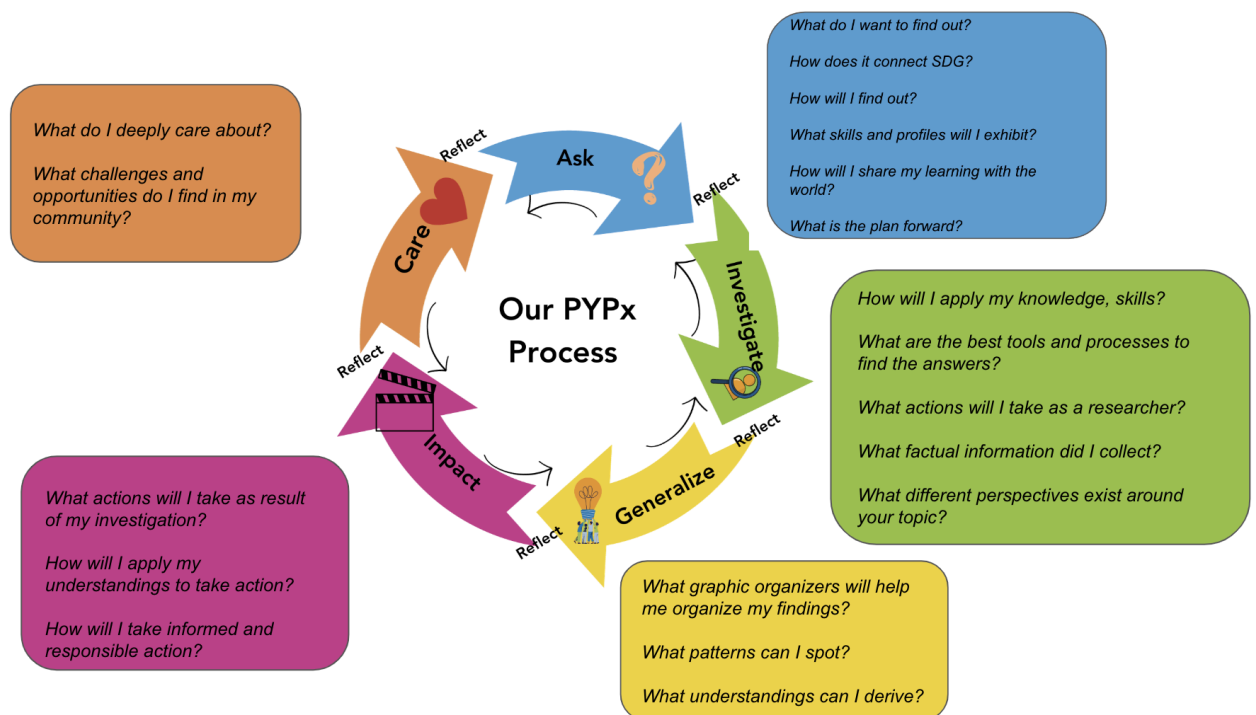 What do I want to find out?
How does it connect SDG?
How will I find out?
What skills and profiles will I exhibit?
How will I share my learning with the
world?
What is the plan forward?
What do I deeply care about?
What challenges and
opportunities do I find in my
community?
Reflect
Ask
Reflect
Care
Investigate
Our PYPx
Process
How will I apply my knowledge, skills?
What are the best tools and processes to
find the answers?
What actions will I take as a researcher?
What factual information did I collect?
What different perspectives exist around
your topic?
Reflect
Reflect
Impact
Generalize
Reflect
What actions will I take as result
of my investigation?
How will I apply my
understandings to take action?
How will I take informed and
responsible action?
What graphic organizers will help
me organize my findings?
What patterns can I spot?
What understandings can I derive?